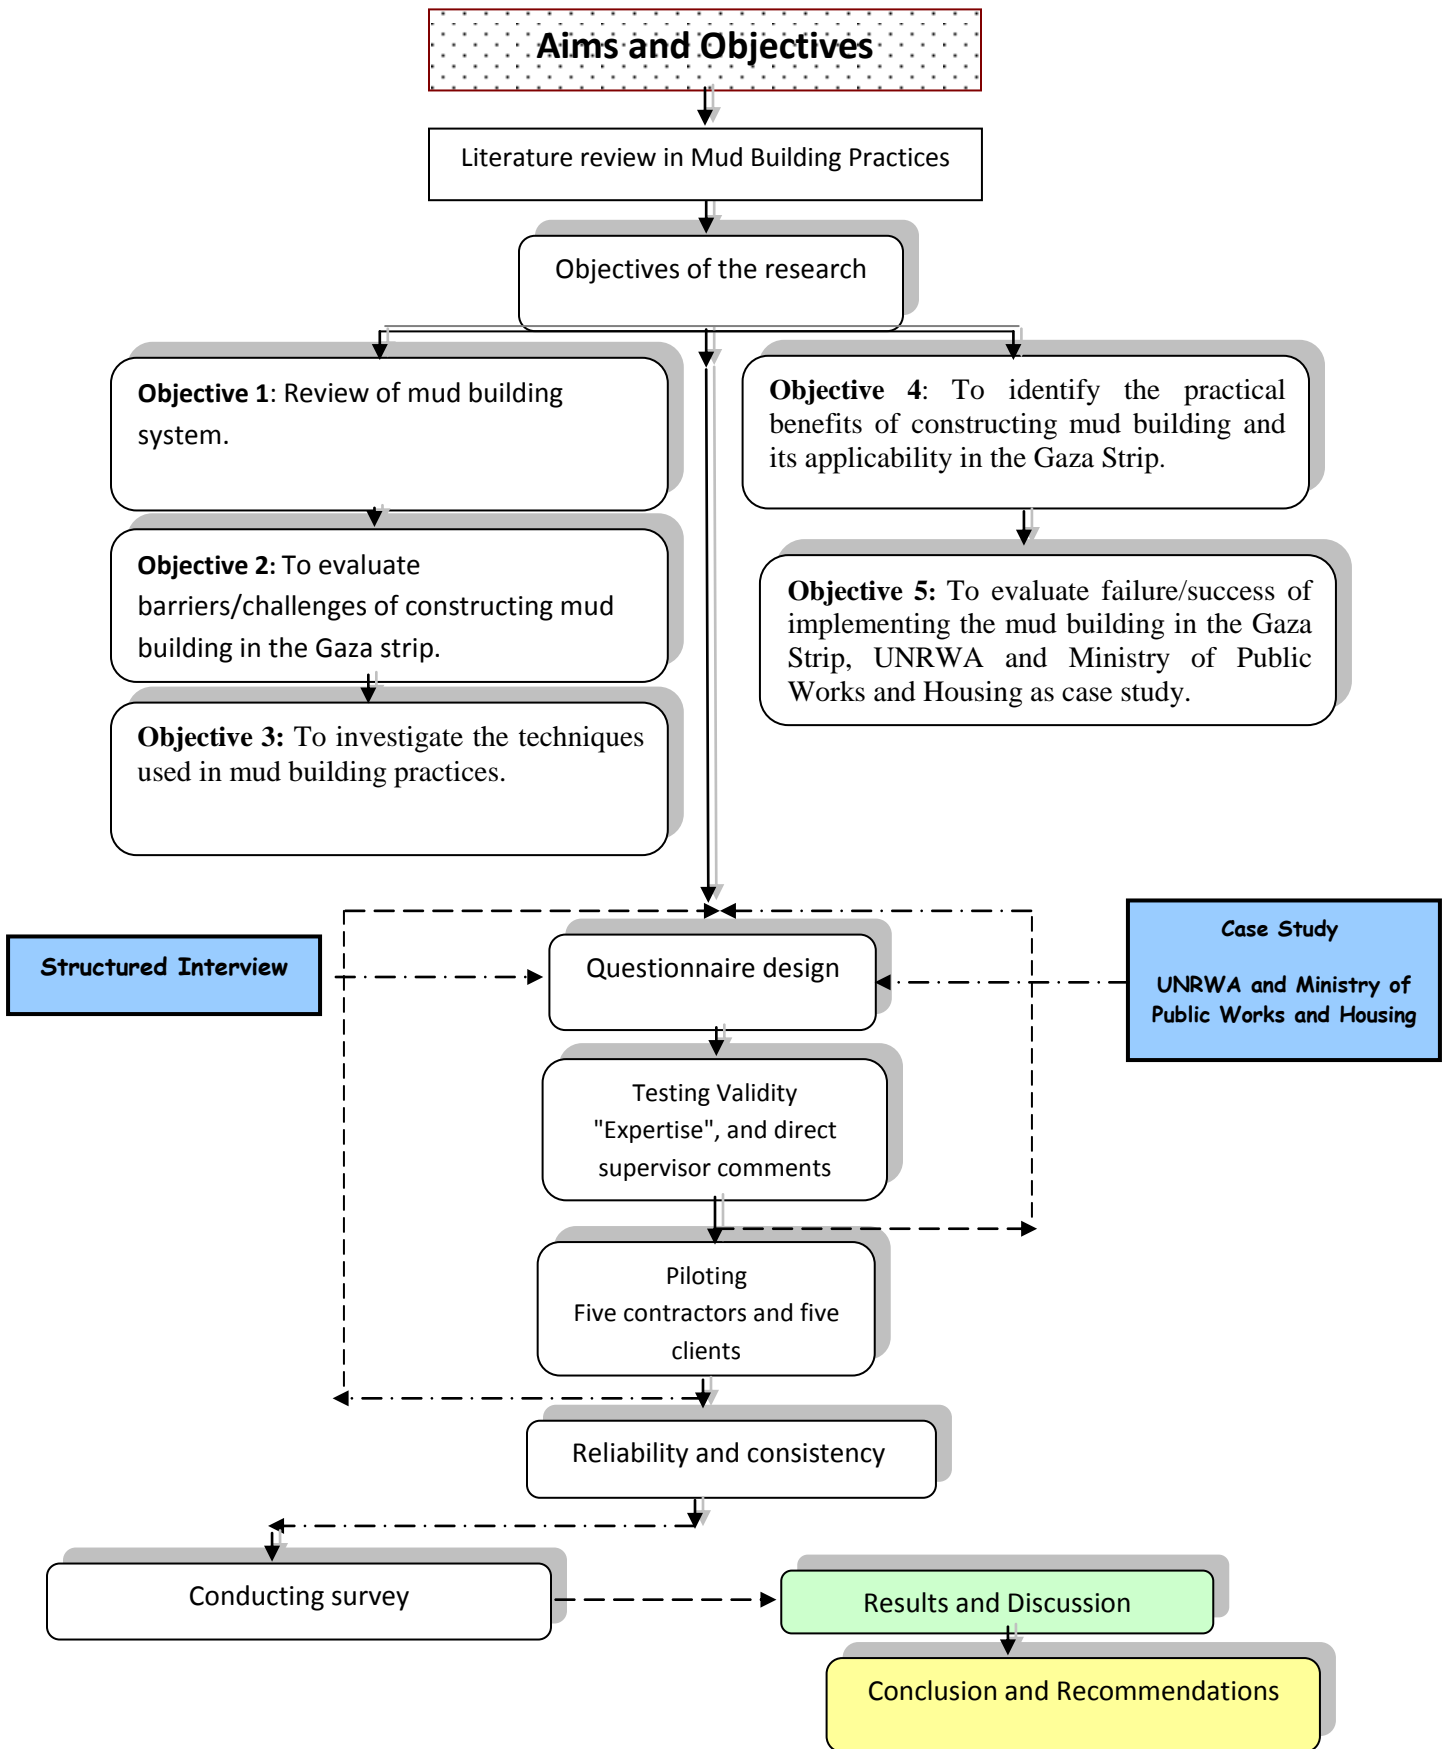 Aims and Objectives
Literature review in Mud Building Practices
Objectives of the research
Objective 1: Review of mud building
system.
Objective 2: To evaluate
barriers/challenges of constructing mud
building in the Gaza strip.
Objective 3: To investigate the techniques
used in mud building practices.
Objective 4: To identify the practical
benefits of constructing mud building and
its applicability in the Gaza Strip.
Objective 5: To evaluate failure/success of
implementing the mud building in the Gaza
Strip, UNRWA and Ministry of Public
Works and Housing as case study.
Structured Interview
Questionnaire design
Case Study
UNRWA and Ministry of
Public Works and Housing
Testing Validity
"Expertise", and direct
supervisor comments
Piloting
Five contractors and five
clients
Reliability and consistency
Conducting survey
Results and Discussion
Conclusion and Recommendations